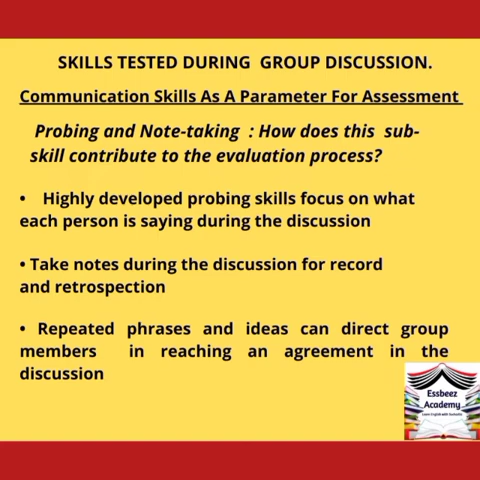 SKILLS TESTED DURING GROUP DISCUSSION.
Communication Skills As A Parameter For Assessment
Probing and Note-taking : How does this sub-
skill contribute to the evaluation process?
• Highly developed probing skills focus on what
each person is saying during the discussion
• Take notes during the discussion for record
and retrospection
• Repeated phrases and ideas can direct group
members in reaching an agreement in the
discussion
Essbeez
Academy